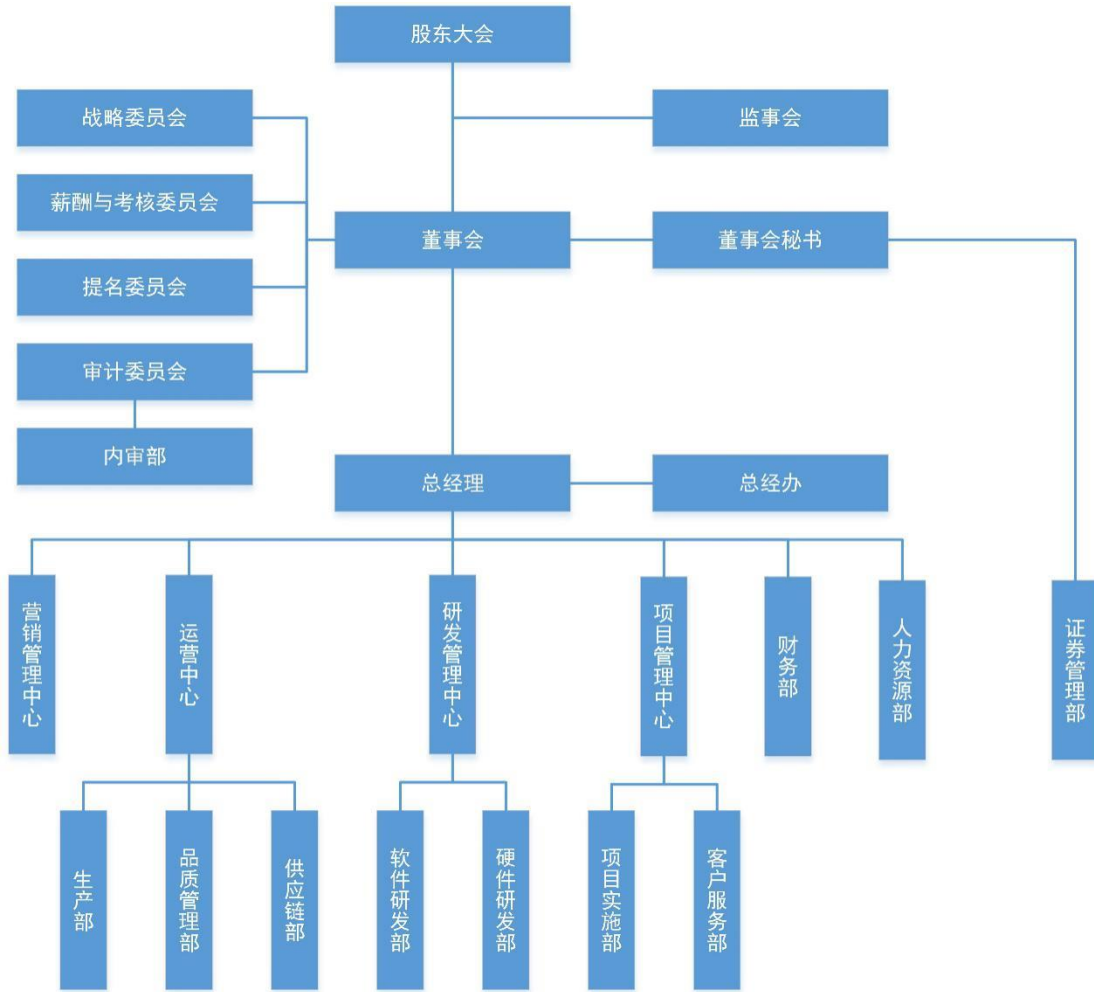 股东大会
战略委员会
监事会
薪酬与考核委员会
董事会
董事会秘书
提名委员会
审计委员会
内审部
总经理
总经办
营销管理中心
运营中心
研发管理中心
项目管理中心
财务部
人力资源部
证券管理部
生产部
品质管理部
供应链部
软件研发部
硬件研发部
项目实施部
客户服务部